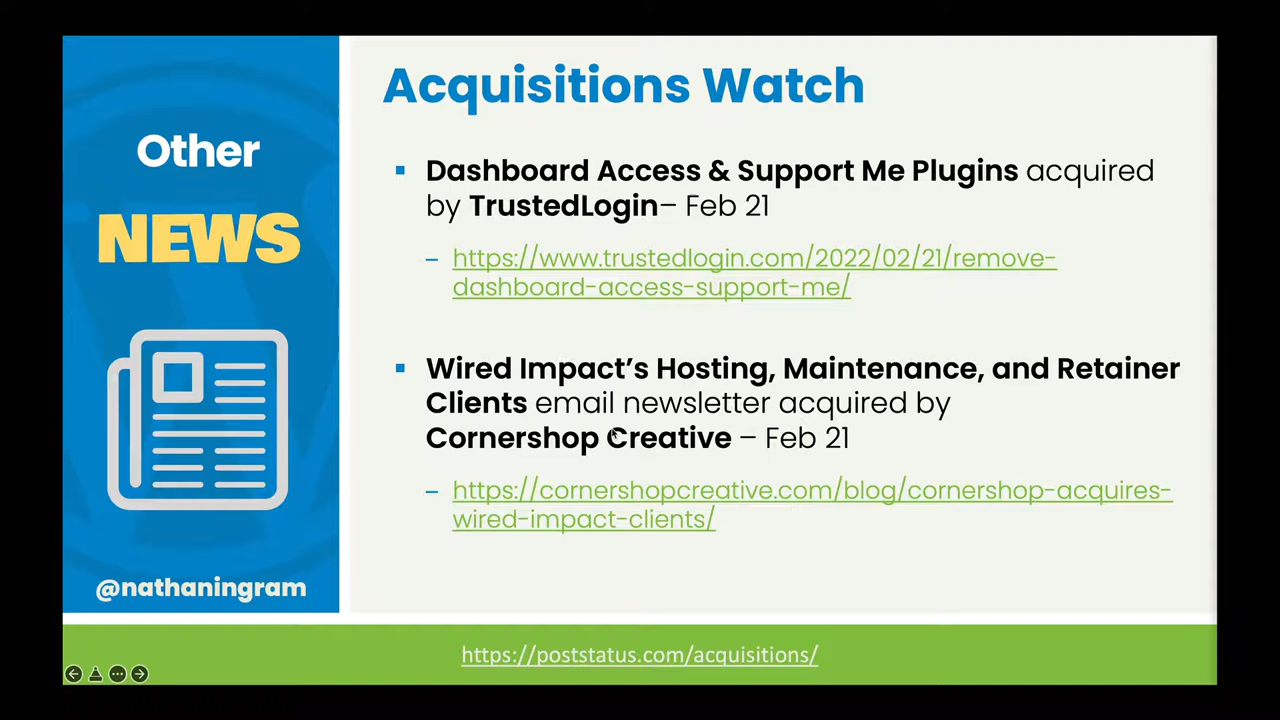 Other
NEWS
@nathaningram
Acquisitions Watch
Dashboard Access & Support Me Plugins acquired
by TrustedLogin– Feb 21
– https://www.trustedlogin.com/2022/02/21/remove-
dashboard-access-support-me/
Wired Impact’s Hosting, Maintenance, and Retainer
Clients email newsletter acquired by
Cornershop Creative – Feb 21
– https://cornershopcreative.com/blog/cornershop-acquires-
wired-impact-clients/
https://poststatus.com/acquisitions/